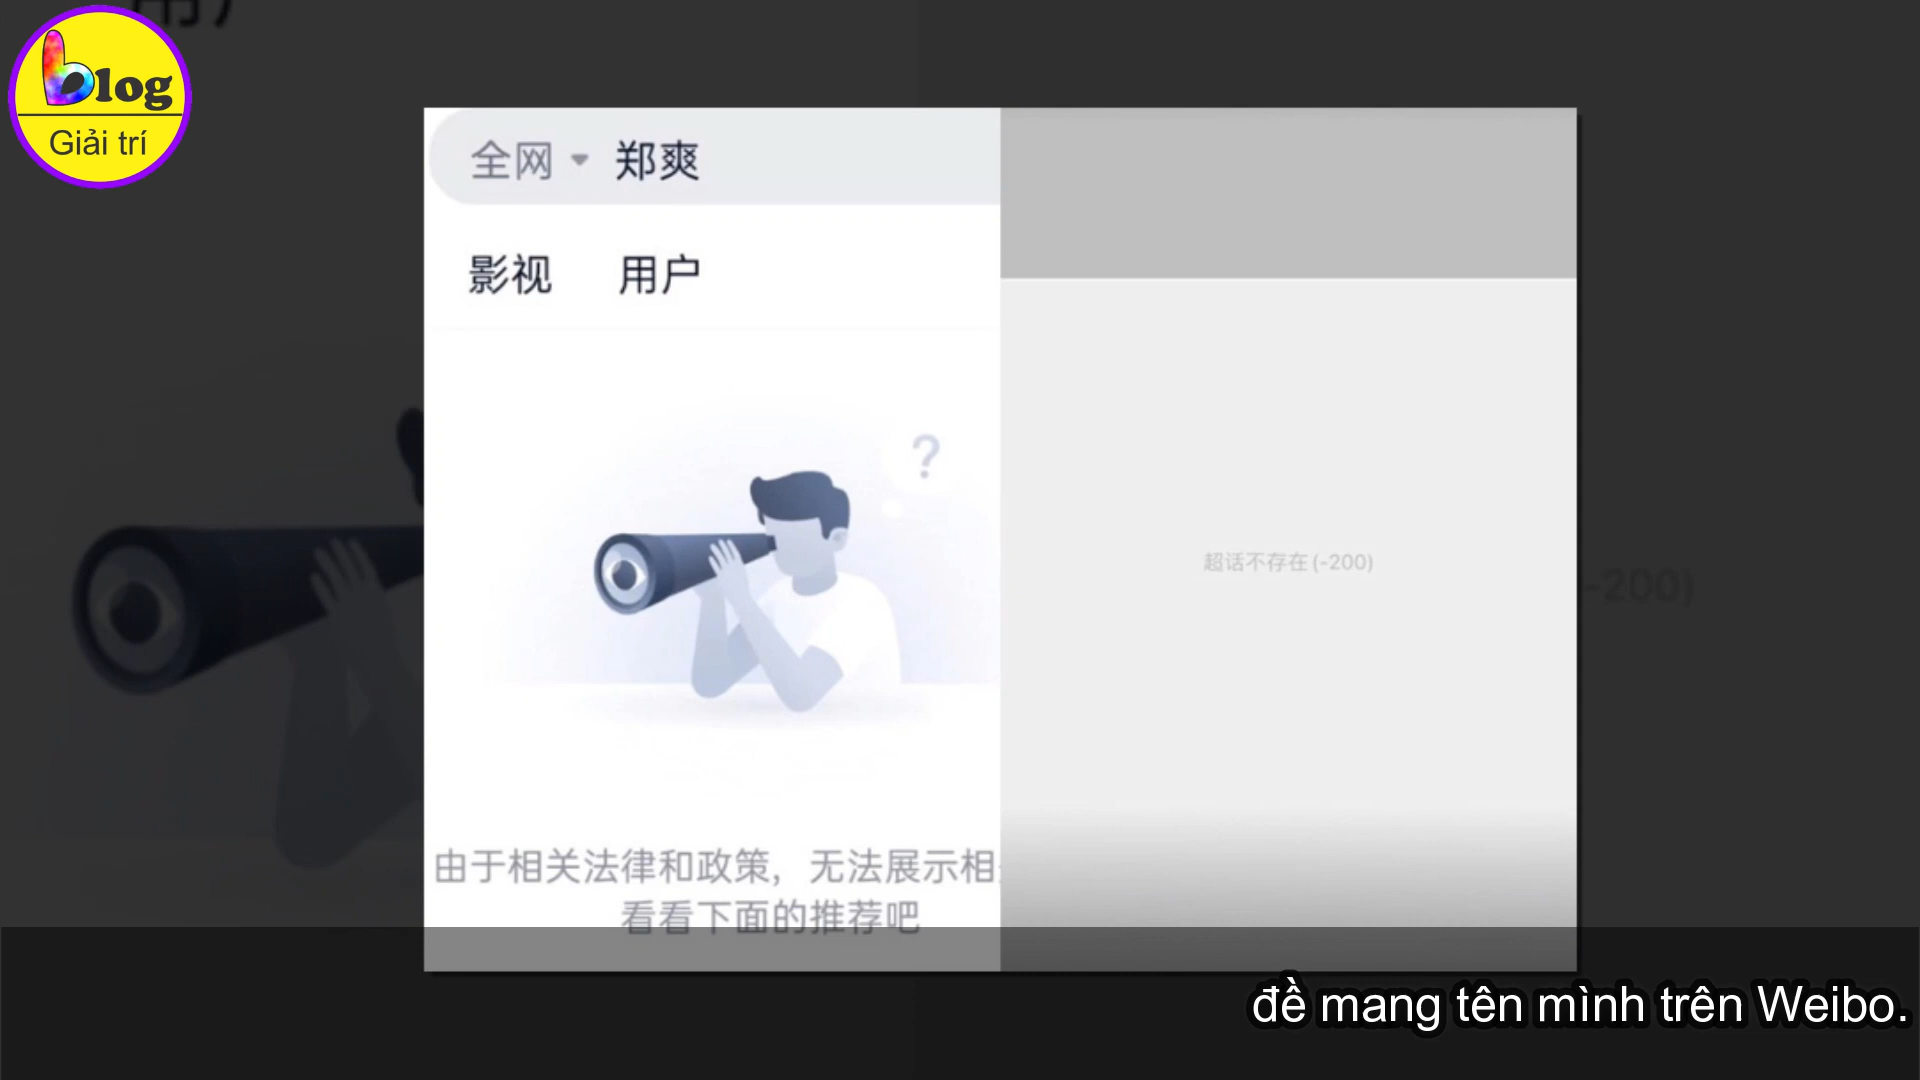 blog
Giải trí
全网 郑爽
影视 用户
?
超话不存在(-200)
由于相关法律和政策，无法展示相
看看下面的推荐吧
-200)
đề mang tên mình trên Weibo.